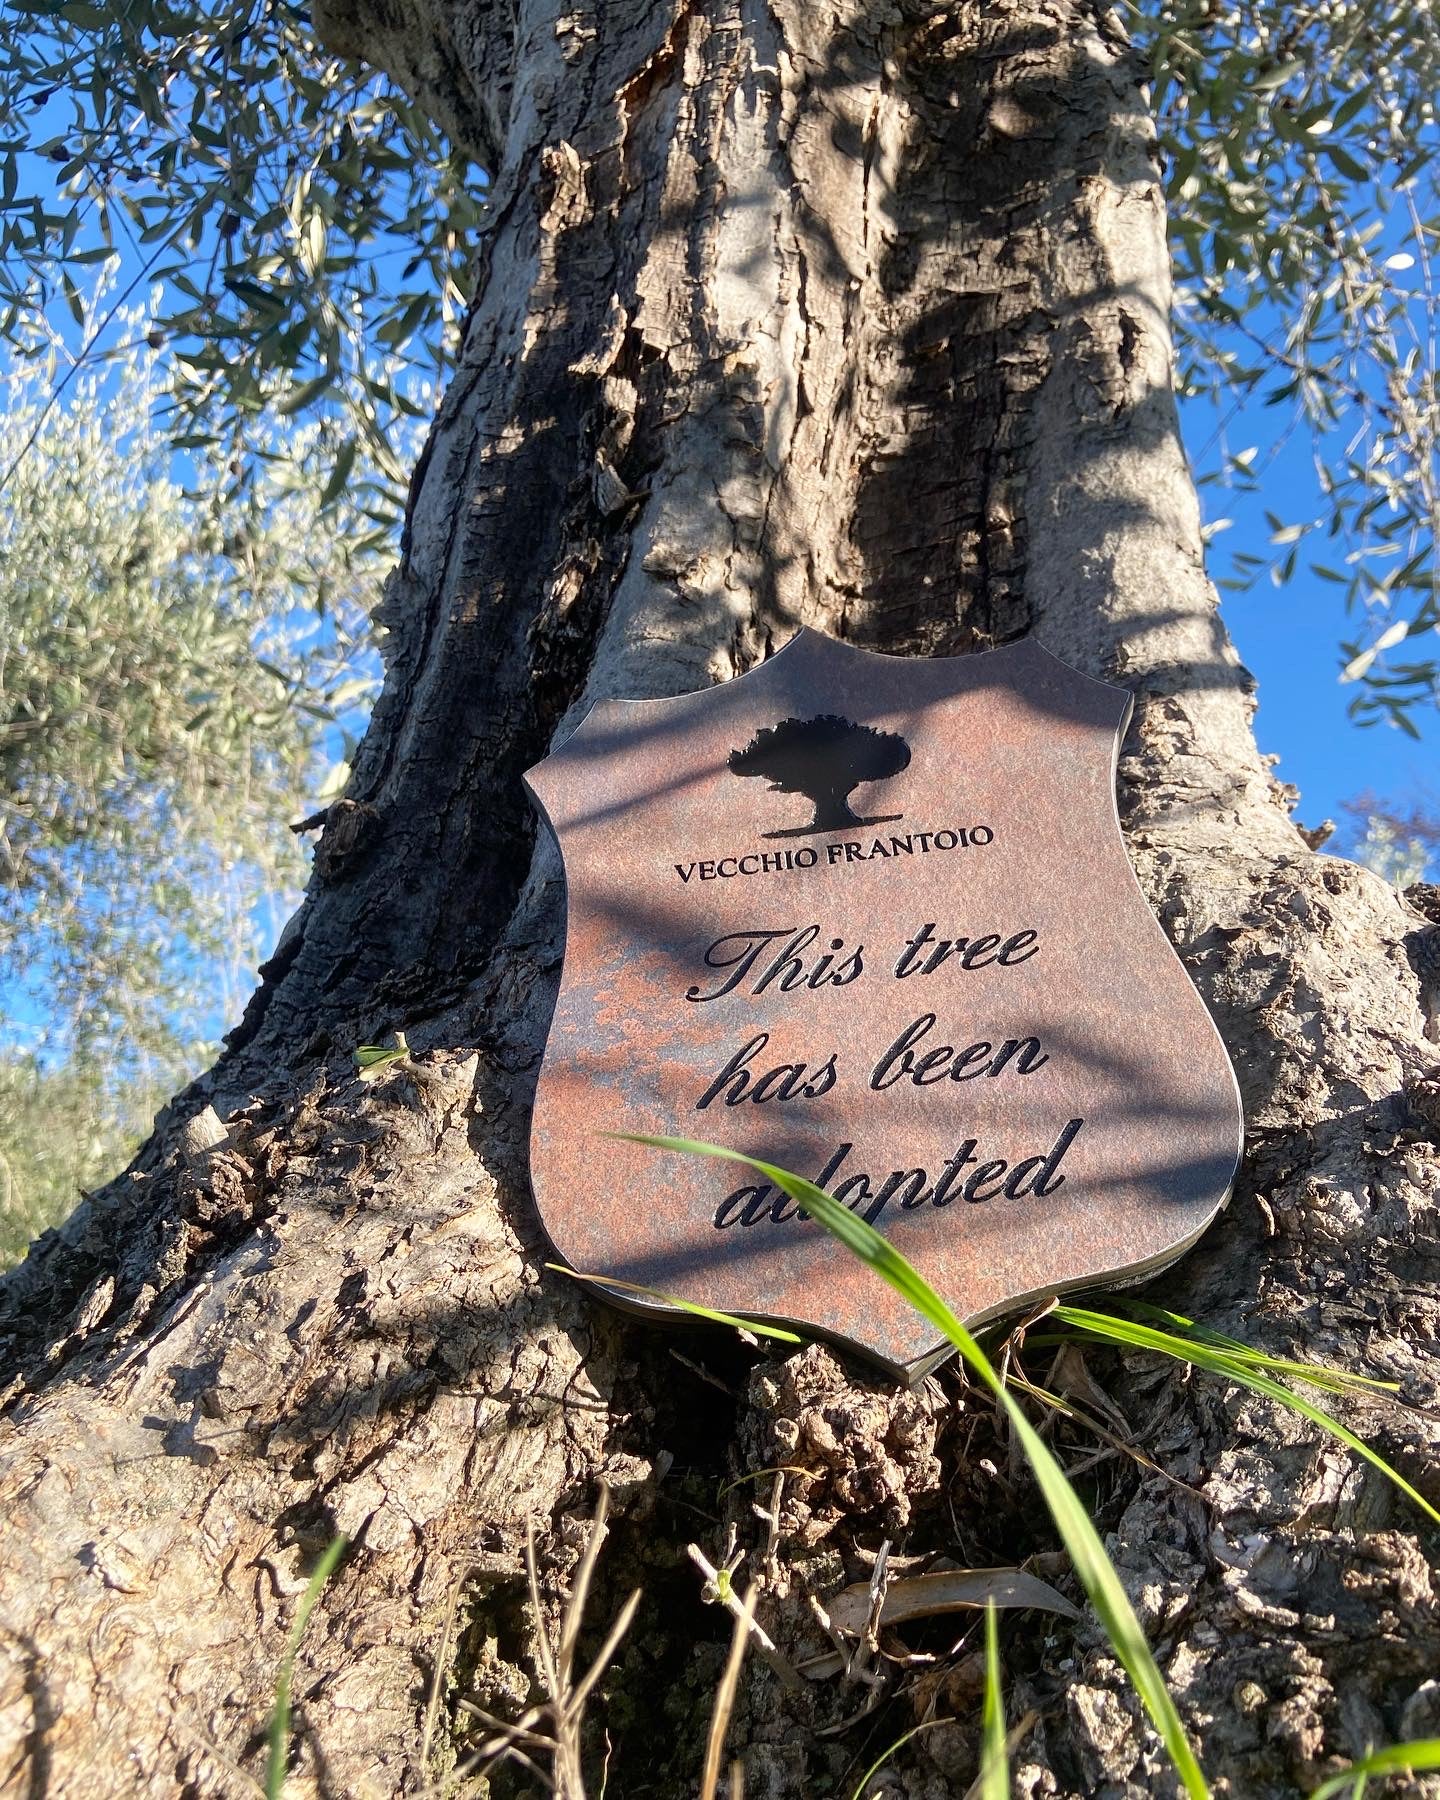 VECCHIO FRANTOIO
This tree
has been
adopted